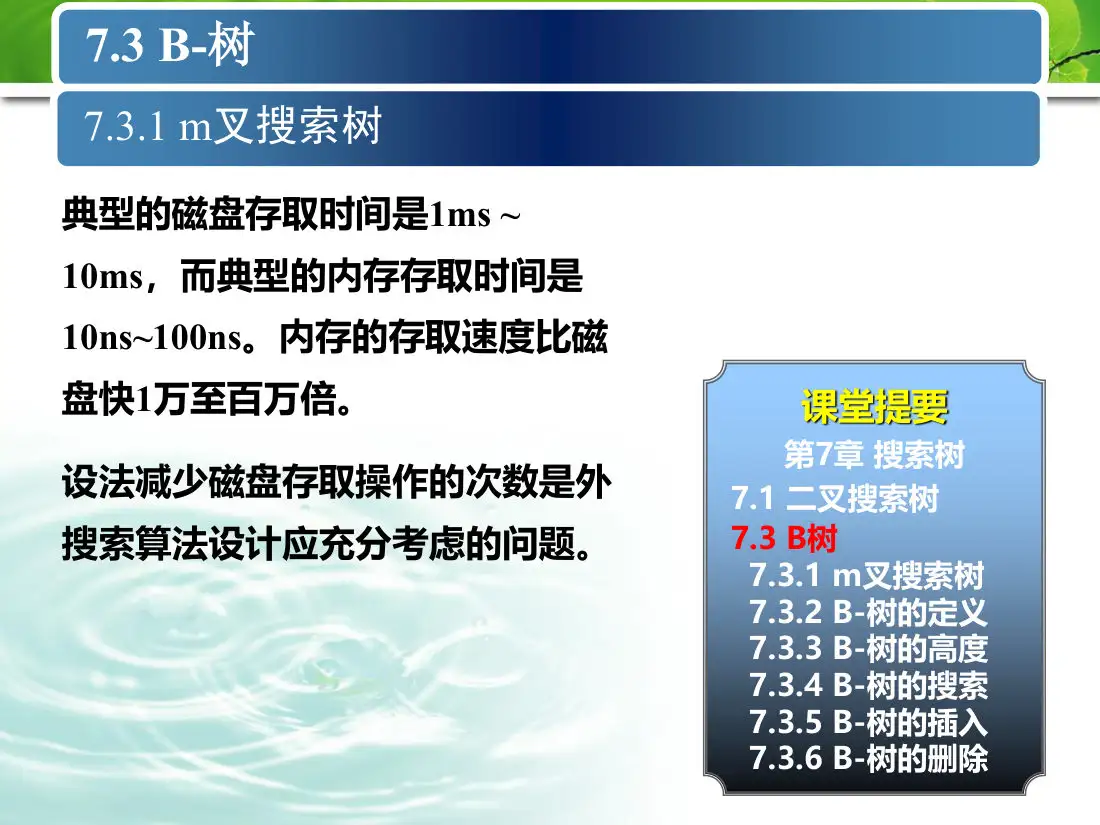 7.3 B-树
7.3.1 m叉搜索树
典型的磁盘存取时间是1ms ~
10ms，而典型的内存存取时间是
10ns~100ns。内存的存取速度比磁
盘快1万至百万倍。
设法减少磁盘存取操作的次数是外
搜索算法设计应充分考虑的问题。
课堂提要
第7章 搜索树
7.1 二叉搜索树
7.3 B树
7.3.1 m叉搜索树
7.3.2 B-树的定义
7.3.3 B-树的高度
7.3.4 B-树的搜索
7.3.5 B-树的插入
7.3.6 B-树的删除